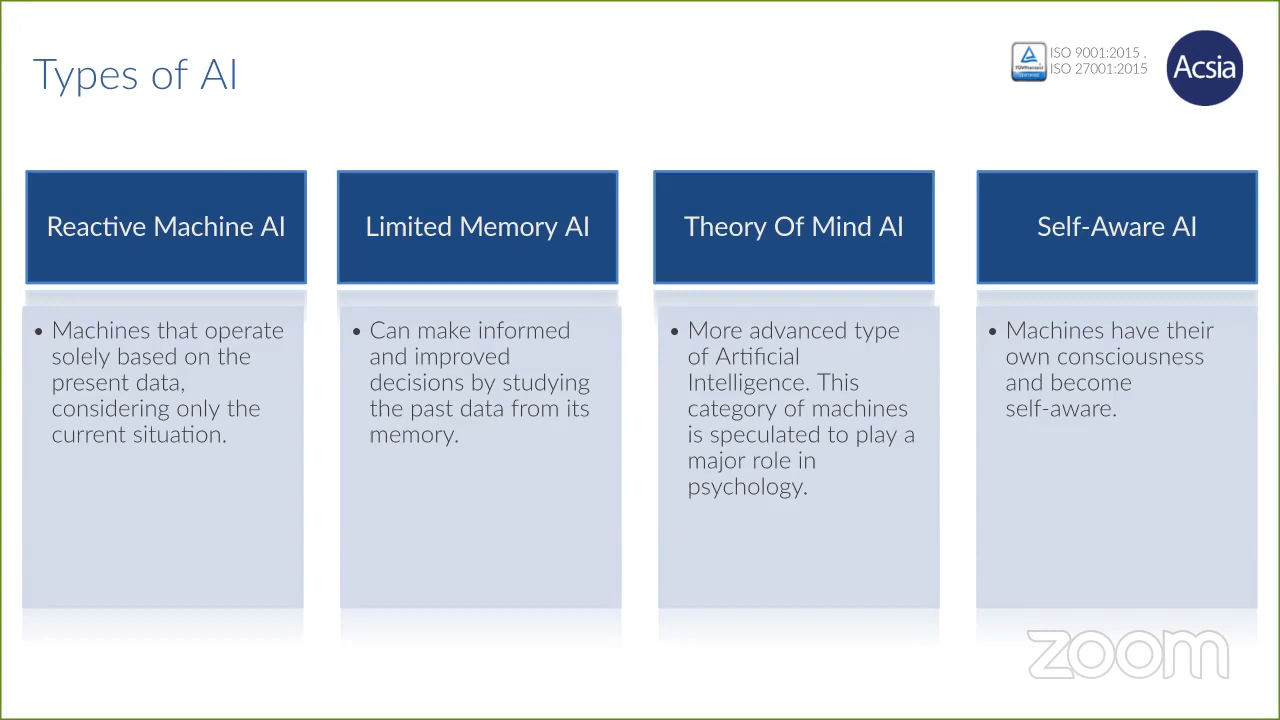 Types of AI
ISO 9001:2015 ,
ISO 27001:2015
Acsia
Reactive Machine AI
Limited Memory AI
Theory Of Mind AI
Self-Aware AI
• Machines that operate
solely based on the
present data,
considering only the
current situation.
• Can make informed
and improved
decisions by studying
the past data from its
memory.
• More advanced type
of Artificial
Intelligence. This
category of machines
is speculated to play a
major role in
psychology.
• Machines have their
own consciousness
and become
self-aware.
zoom